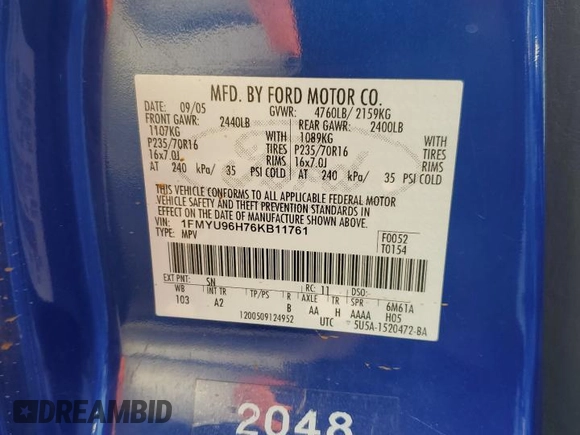 MFD. BY FORD MOTOR CO.
DATE: 09/05 GVWR: 4760LB/ 2159KG
FRONT GAWR: 2440LB REAR GAWR: 2400LB
1107KG WITH 1089KG WITH
P235/70R16 TIRES P235/70R16 TIRES
16x7.0J RIMS 16x7.0J RIMS
AT 240 kPa/ 35 PSI COLD AT 240 kPa/ 35 PSI COLD
THIS VEHICLE CONFORMS TO ALL APPLICABLE FEDERAL MOTOR
VEHICLE SAFETY AND THEFT PREVENTION STANDARDS IN
EFFECT ON THE DATE OF MANUFACTURE SHOWN ABOVE.
VIN: 1FMYU96H76KB11761 F0052
TYPE: MPV T0154
EXT PNT: SN RC: 11 DSO:
WB INT TR TP/PS R AXLE TR SPR 6M61A
103 A2 B AA H AAAA H05
1200509124952 UTC 5U5A-1520472-BA
2048
DREAMBID